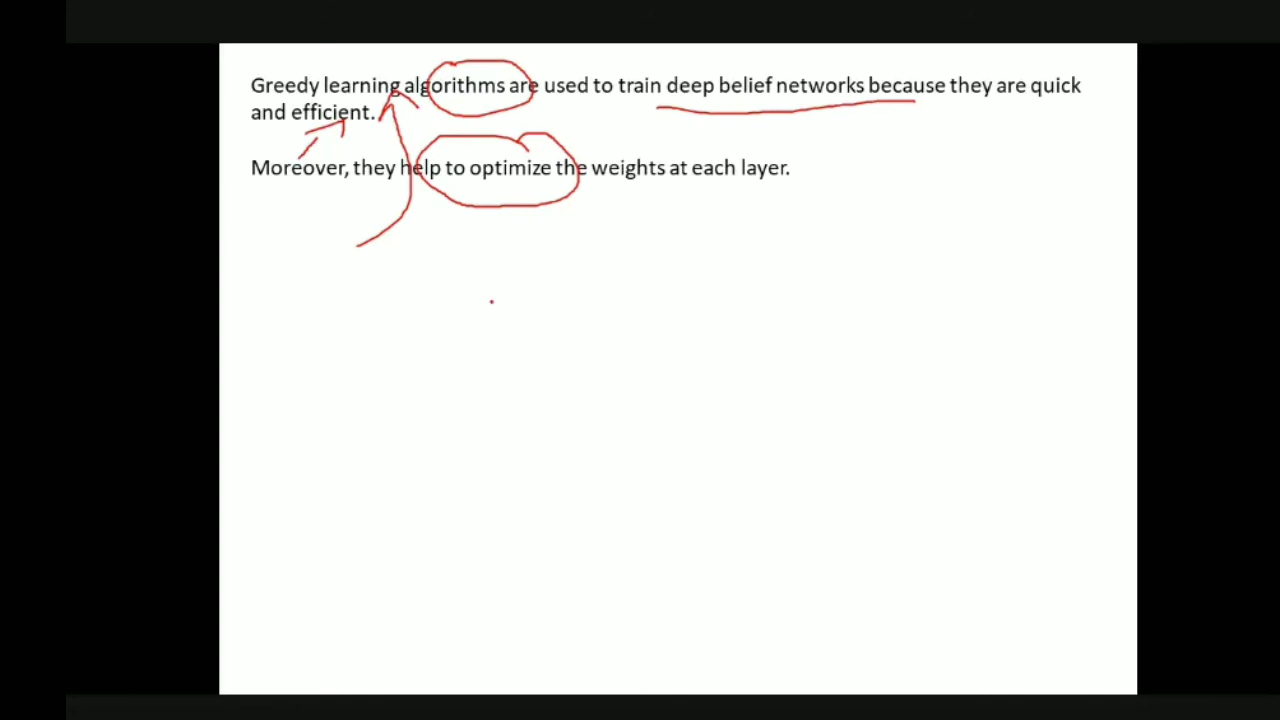 Greedy learning algorithms are used to train deep belief networks because they are quick
and efficient.
Moreover, they help to optimize the weights at each layer.